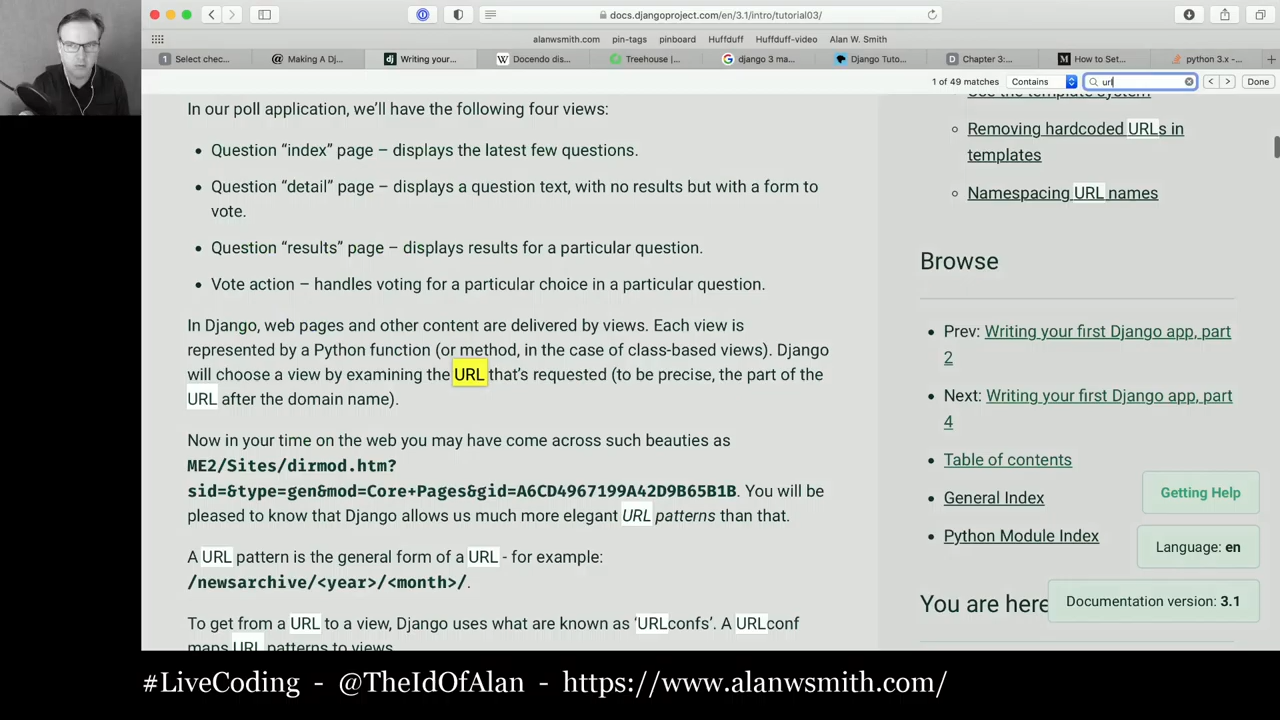 docs.djangoproject.com/en/3.1/intro/tutorial03/
alanwsmith.com pin-tags pinboard Huffduff Huffduff-video Alan W. Smith
1 Select chec... @ Making A Dj... dj Writing your... W Docendo dis... Treehouse |... G django 3 ma... Django Tuto... D Chapter 3:... M How to Set... python 3.x -...
1 of 49 matches Contains url Done
In our poll application, we’ll have the following four views:
• Question “index” page – displays the latest few questions.
• Question “detail” page – displays a question text, with no results but with a form to
vote.
• Question “results” page – displays results for a particular question.
• Vote action – handles voting for a particular choice in a particular question.
In Django, web pages and other content are delivered by views. Each view is
represented by a Python function (or method, in the case of class-based views). Django
will choose a view by examining the URL that’s requested (to be precise, the part of the
URL after the domain name).
Now in your time on the web you may have come across such beauties as
ME2/Sites/dirmod.htm?
sid=&type=gen&mod=Core+Pages&gid=A6CD4967199A42D9B65B1B. You will be
pleased to know that Django allows us much more elegant URL patterns than that.
A URL pattern is the general form of a URL - for example:
/newsarchive/<year>/<month>/.
To get from a URL to a view, Django uses what are known as ‘URLconfs’. A URLconf
maps URL patterns to views.
Use the template system
Removing hardcoded URLs in
templates
Namespacing URL names
Browse
• Prev: Writing your first Django app, part
2
• Next: Writing your first Django app, part
4
• Table of contents
• General Index
• Python Module Index
Getting Help
Language: en
You are here
Documentation version: 3.1
#LiveCoding - @TheIdOfAlan - https://www.alanwsmith.com/